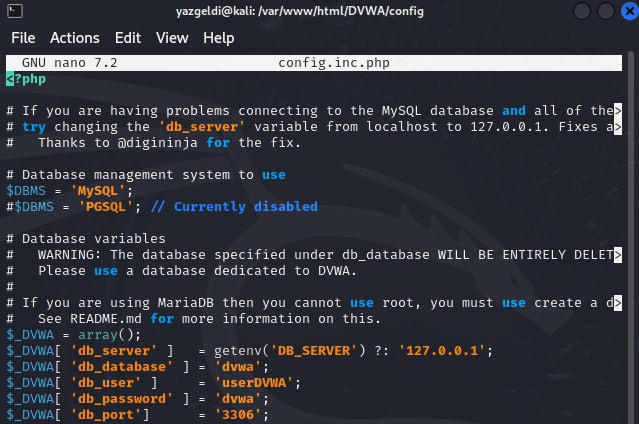 yazgeldi@kali: /var/www/html/DVWA/config
File Actions Edit View Help
GNU nano 7.2 config.inc.php
<?php
# If you are having problems connecting to the MySQL database and all of the>
# try changing the 'db_server' variable from localhost to 127.0.0.1. Fixes a>
#   Thanks to @digininja for the fix.
# Database management system to use
$DBMS = 'MySQL';
#$DBMS = 'PGSQL'; // Currently disabled
# Database variables
#   WARNING: The database specified under db_database WILL BE ENTIRELY DELET>
#   Please use a database dedicated to DVWA.
#
# If you are using MariaDB then you cannot use root, you must use create a d>
#   See README.md for more information on this.
$_DVWA = array();
$_DVWA[ 'db_server' ]   = getenv('DB_SERVER') ?: '127.0.0.1';
$_DVWA[ 'db_database' ] = 'dvwa';
$_DVWA[ 'db_user' ]     = 'userDVWA';
$_DVWA[ 'db_password' ] = 'dvwa';
$_DVWA[ 'db_port']      = '3306';